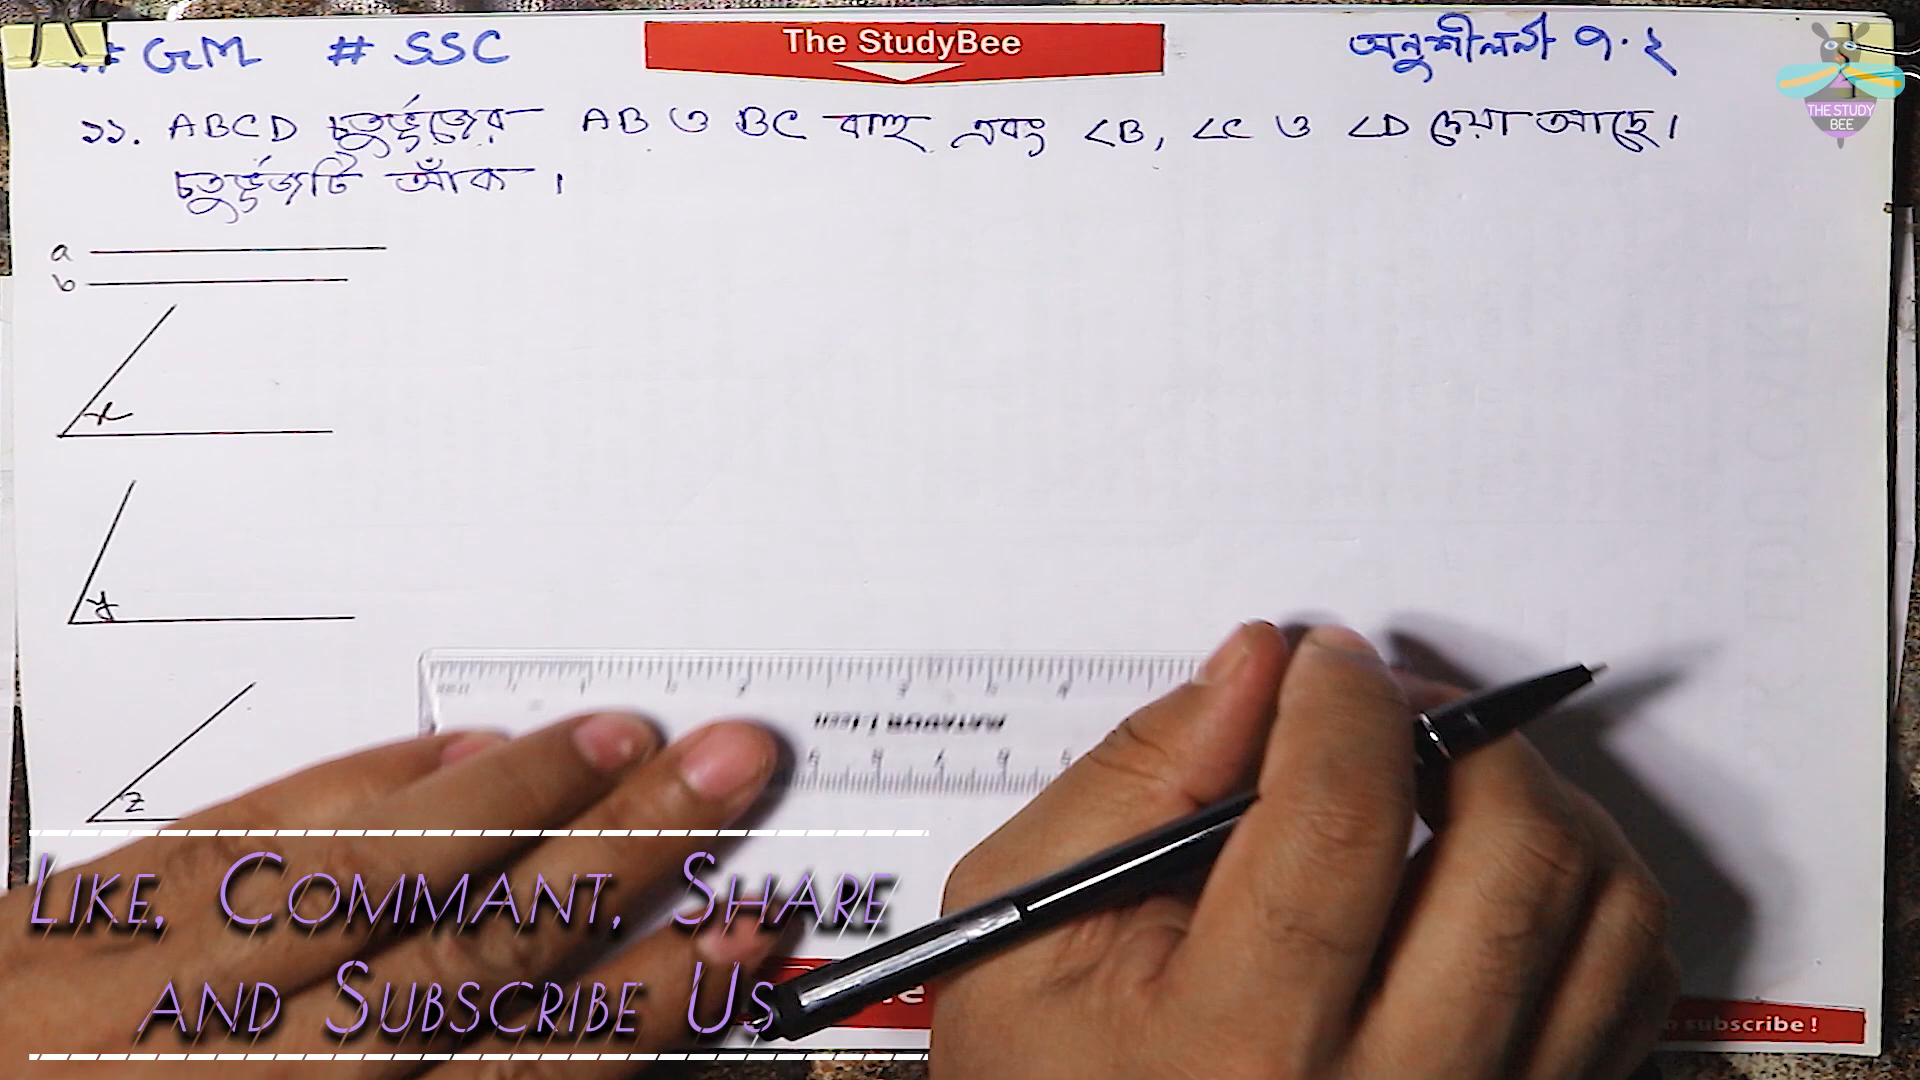 # GM # SSC
The StudyBee
অনুশীলনী ৭.২
THE STUDY
BEE
১১. ABCD চতুর্ভুজের AB ও BC বাহু এবং ∠B, ∠C ও ∠D দেয়া আছে।
চতুর্ভুজটি আঁক।
a
b
x
y
z
LIKE, COMMANT, SHARE
AND SUBSCRIBE US
subscribe !